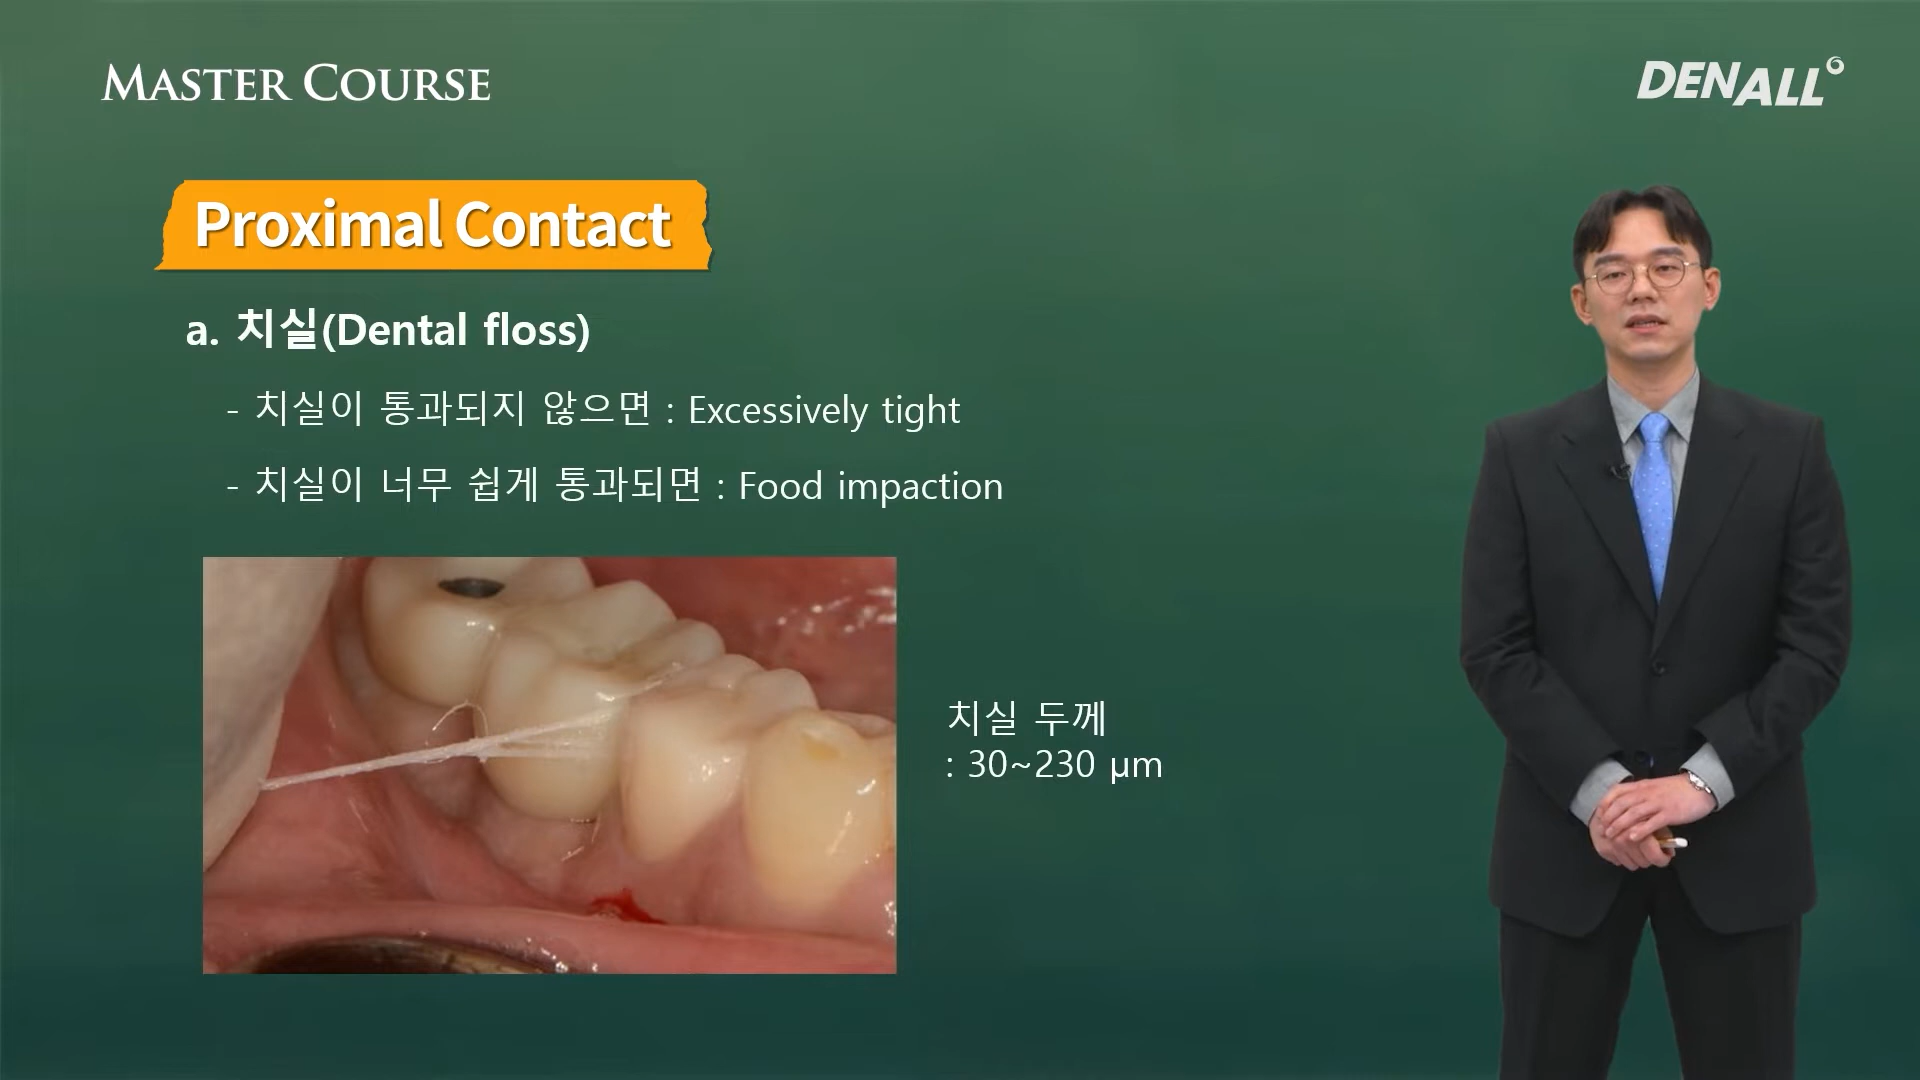 MASTER COURSE
DENALL
Proximal Contact
a. 치실(Dental floss)
- 치실이 통과되지 않으면 : Excessively tight
- 치실이 너무 쉽게 통과되면 : Food impaction
치실 두께
: 30~230 μm